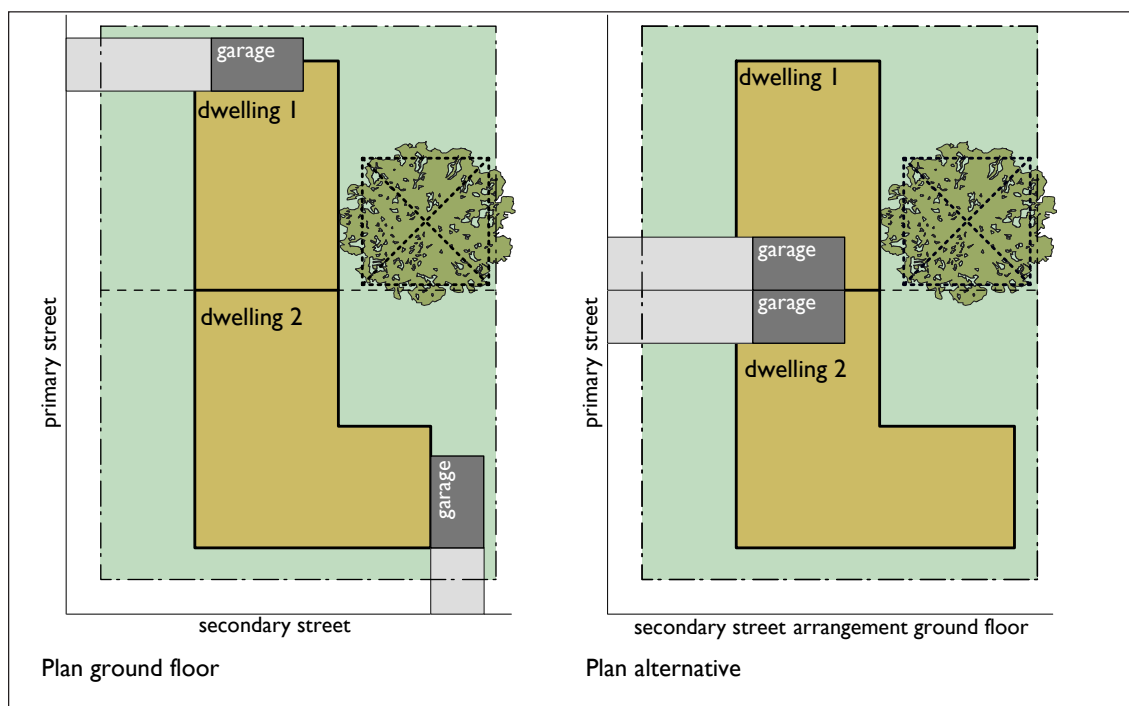 garage
dwelling 1
dwelling 2
garage
primary street
secondary street
Plan ground floor
dwelling 1
garage
garage
dwelling 2
primary street
secondary street arrangement ground floor
Plan alternative